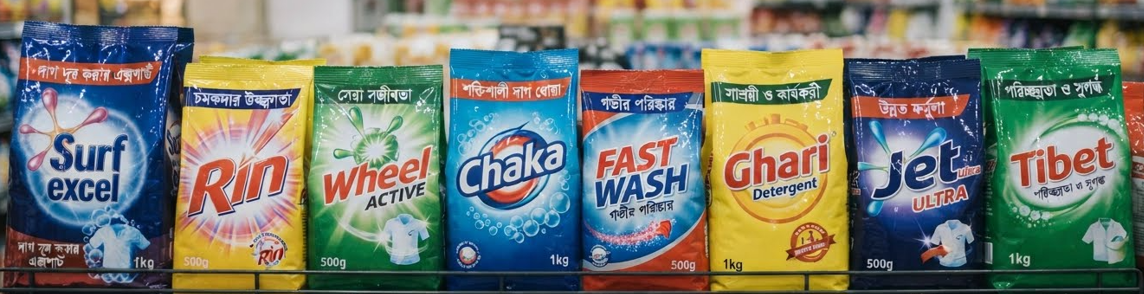 দাগ দূর করার এক্সপার্ট
Surf
excel
দাগ দূর করার
এক্সপার্ট
1kg
চমকদার উজ্জ্বলতা
Rin
Rin
500g
সেরা সজীবতা
Wheel
ACTIVE
500g
শক্তিশালী দাগ ধোয়া
Chaka
1kg
গভীর পরিষ্কার
FAST
WASH
গভীর পরিষ্কার
500g
সাশ্রয়ী ও কার্যকরী
Ghari
Detergent
1kg
উন্নত ফর্মুলা
Jet
ULTRA
500g
পরিচ্ছন্নতা ও সুগন্ধ
Tibet
পরিচ্ছন্নতা ও সুগন্ধ
1kg